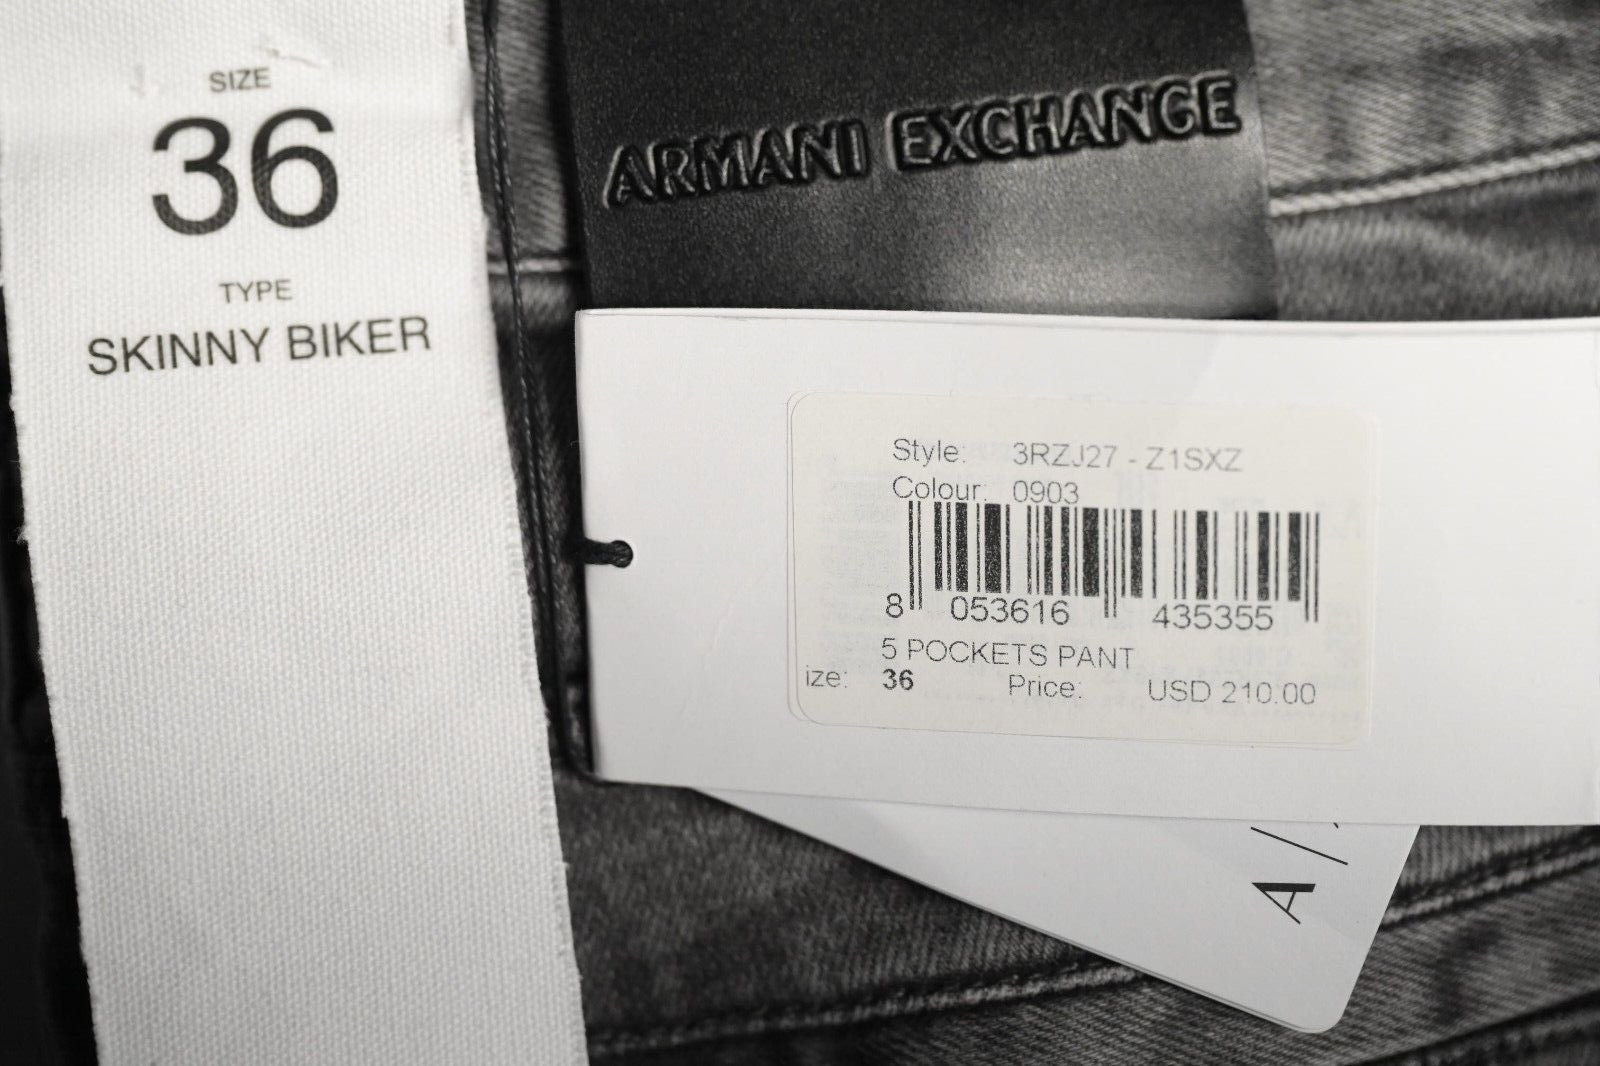 SIZE
36
TYPE
SKINNY BIKER
ARMANI EXCHANGE
Style: 3RZJ27 - Z1SXZ
Colour: 0903
8 053616 435355
5 POCKETS PANT
ize: 36 Price: USD 210.00
A /